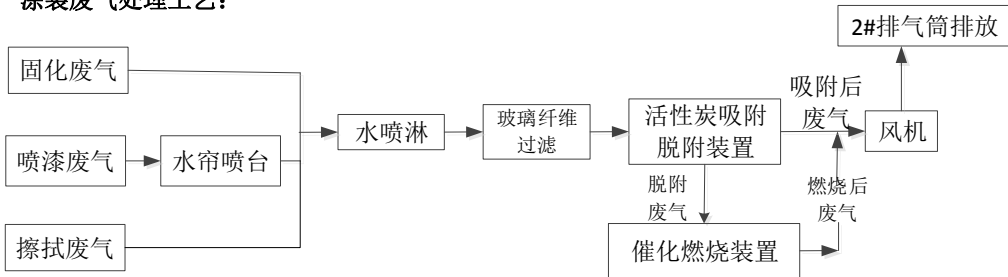 涂装废气处理工艺：
2#排气筒排放
固化废气
喷漆废气
水帘喷台
擦拭废气
水喷淋
玻璃纤维
过滤
活性炭吸附
脱附装置
吸附后
废气
风机
脱附
废气
燃烧后
废气
催化燃烧装置